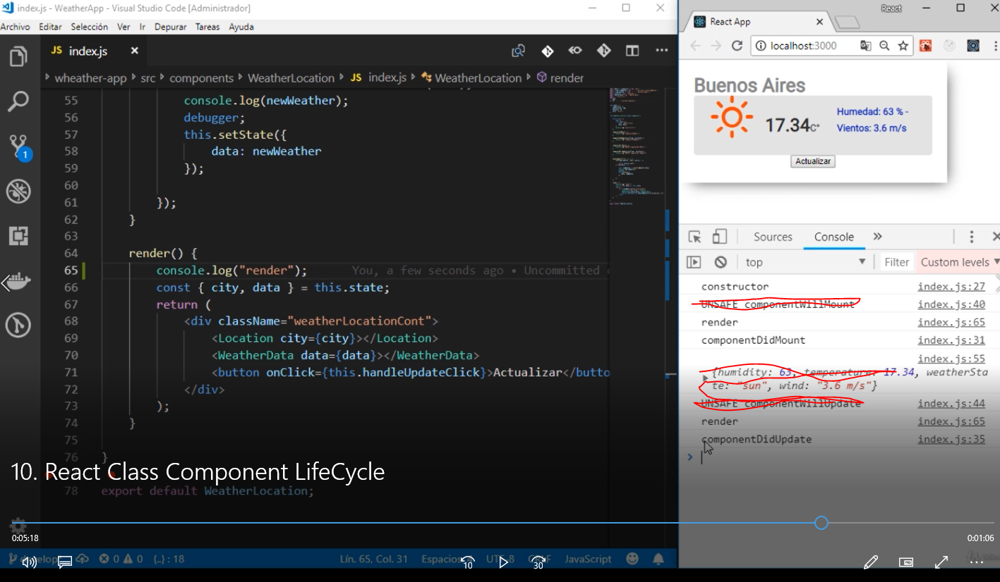 index.js - WeatherApp - Visual Studio Code [Administrador]
Archivo Editar Selección Ver Ir Depurar Tareas Ayuda
JS index.js
wheather-app src components WeatherLocation JS index.js WeatherLocation render
55 console.log(newWeather);
56 debugger;
57 this.setState({
58 data: newWeather
59 });
60
61 });
62 }
63
64 render() {
65 console.log("render"); You, a few seconds ago • Uncommitted
66 const { city, data } = this.state;
67 return (
68 <div className="weatherLocationCont">
69 <Location city={city}></Location>
70 <WeatherData data={data}></WeatherData>
71 <button onClick={this.handleUpdateClick}>Actualizar</butto
72 </div>
73 );
74 }
75
76 }
78 export default WeatherLocation;
1
10. React Class Component LifeCycle
0:05:18
0:01:06
develop 0 0 {..} : 18 Lín. 65, Col. 31 Espacios: JavaScript
10 30
React
React App
localhost:3000
Buenos Aires
17.34C°
Humedad: 63 % -
Vientos: 3.6 m/s
Actualizar
Sources Console »
top Filter Custom levels
constructor index.js:27
UNSAFE componentWillMount index.js:40
render index.js:65
componentDidMount index.js:31
index.js:55
{humidity: 63, temperature: 17.34, weatherSta
te: "sun", wind: "3.6 m/s"}
UNSAFE componentWillUpdate index.js:44
render index.js:65
componentDidUpdate index.js:35